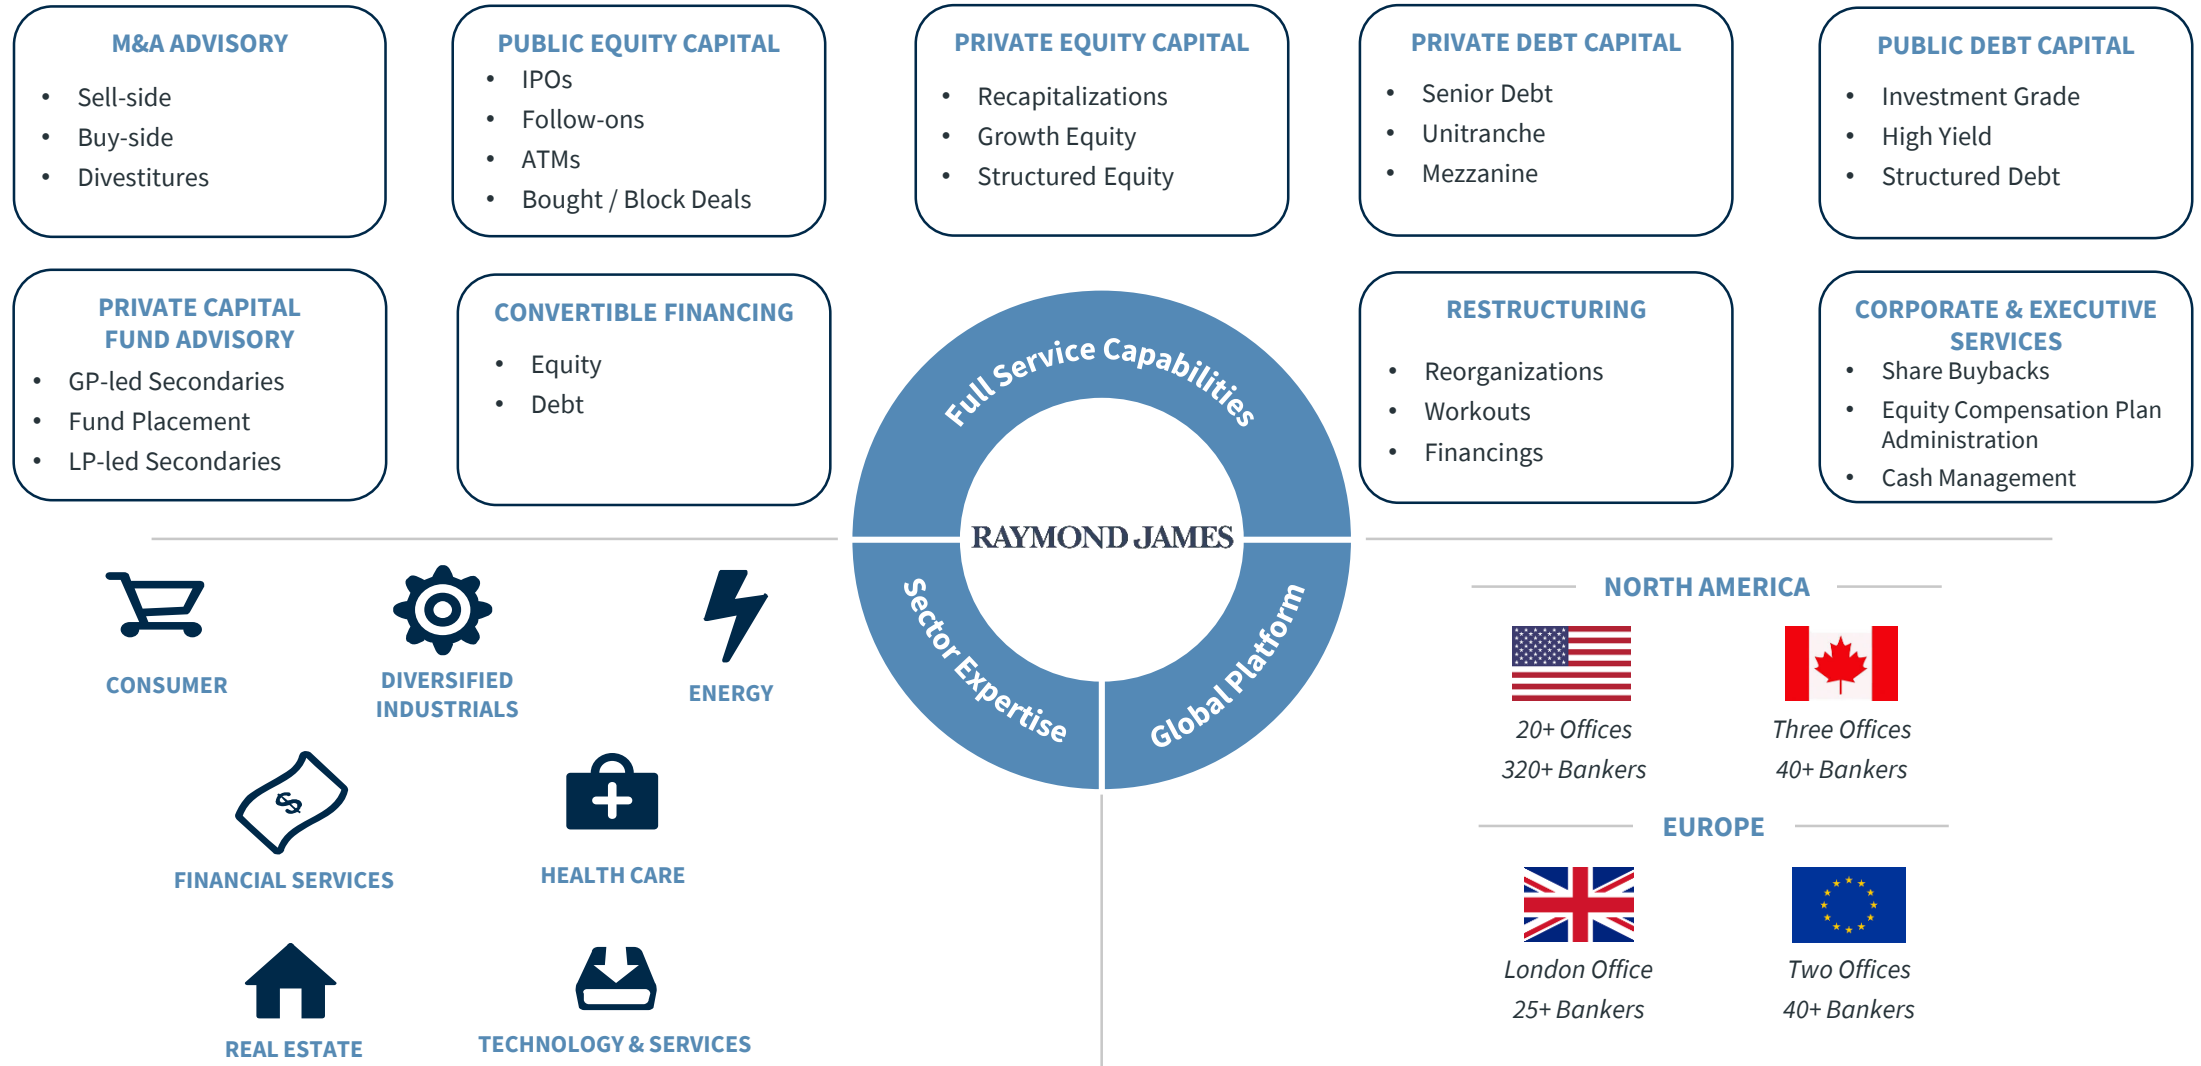 M&A ADVISORY
• Sell-side
• Buy-side
• Divestitures
PUBLIC EQUITY CAPITAL
• IPOs
• Follow-ons
• ATMs
• Bought / Block Deals
PRIVATE EQUITY CAPITAL
• Recapitalizations
• Growth Equity
• Structured Equity
PRIVATE DEBT CAPITAL
• Senior Debt
• Unitranche
• Mezzanine
PUBLIC DEBT CAPITAL
• Investment Grade
• High Yield
• Structured Debt
PRIVATE CAPITAL
FUND ADVISORY
• GP-led Secondaries
• Fund Placement
• LP-led Secondaries
CONVERTIBLE FINANCING
• Equity
• Debt
RESTRUCTURING
• Reorganizations
• Workouts
• Financings
CORPORATE & EXECUTIVE
SERVICES
• Share Buybacks
• Equity Compensation Plan
Administration
• Cash Management
Full Service Capabilities
RAYMOND JAMES
Sector Expertise
Global Platform
CONSUMER
DIVERSIFIED
INDUSTRIALS
ENERGY
$
FINANCIAL SERVICES
HEALTH CARE
REAL ESTATE
TECHNOLOGY & SERVICES
NORTH AMERICA
20+ Offices
320+ Bankers
Three Offices
40+ Bankers
EUROPE
London Office
25+ Bankers
Two Offices
40+ Bankers